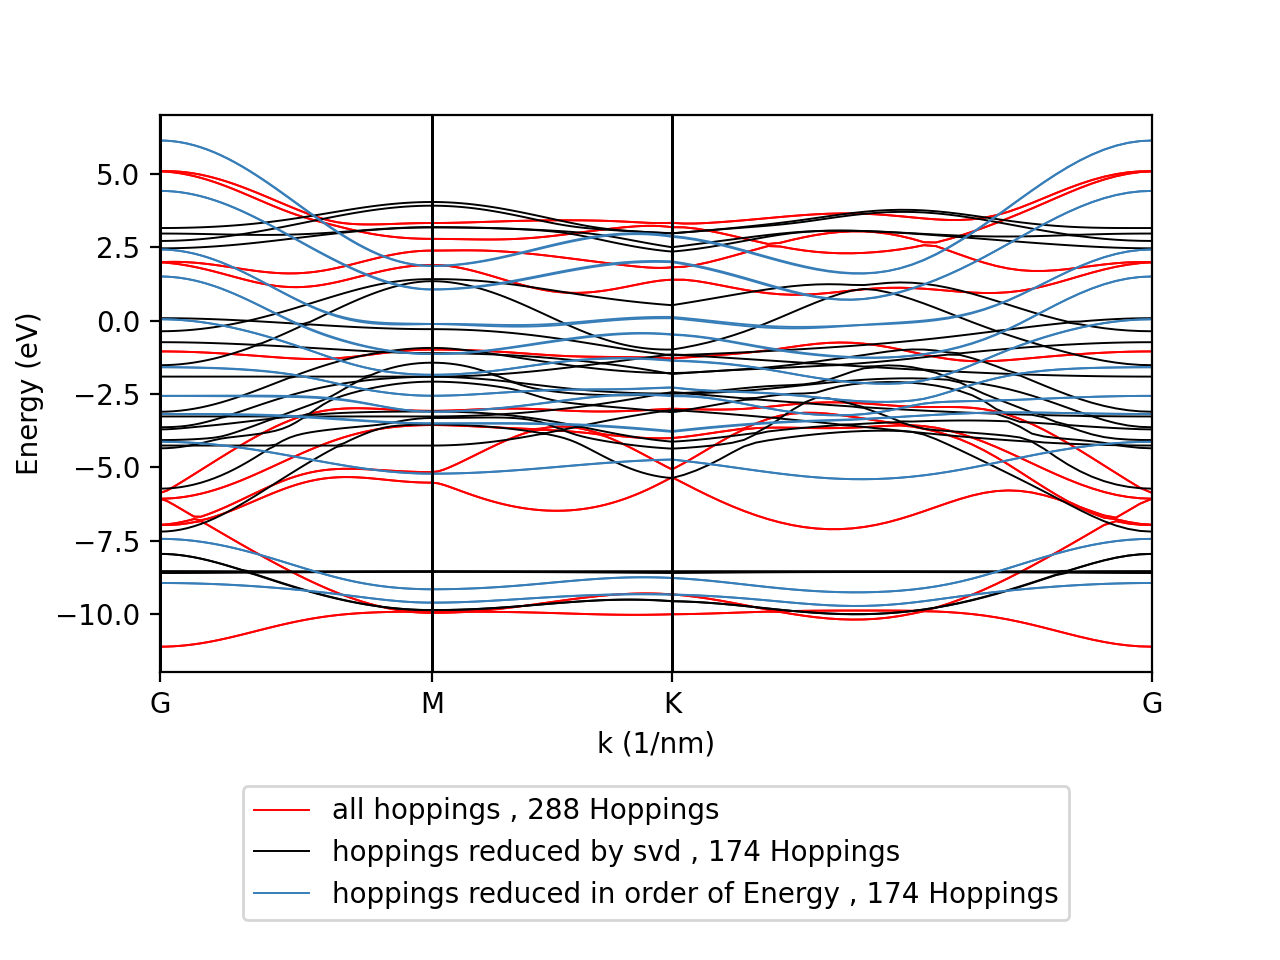 5.0
2.5
0.0
−2.5
−5.0
−7.5
−10.0
Energy (eV)
G M K G
k (1/nm)
all hoppings , 288 Hoppings
hoppings reduced by svd , 174 Hoppings
hoppings reduced in order of Energy , 174 Hoppings